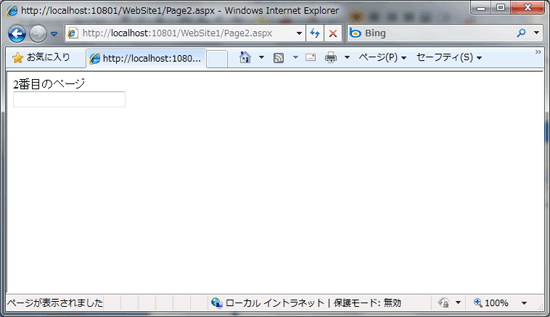 http://localhost:10801/WebSite1/Page2.aspx - Windows Internet Explorer
http://localhost:10801/WebSite1/Page2.aspx
Bing
お気に入り
http://localhost:1080...
ページ(P)
セーフティ(S)
2番目のページ
ページが表示されました
ローカル イントラネット | 保護モード: 無効
100%